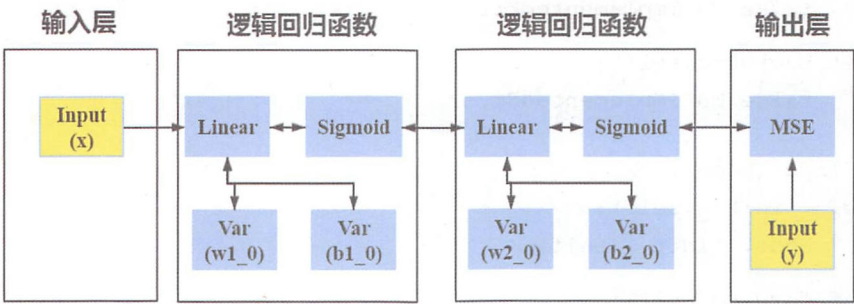 输入层
逻辑回归函数
逻辑回归函数
输出层
Input
(x)
Linear
Sigmoid
Linear
Sigmoid
MSE
Var
(w1_0)
Var
(b1_0)
Var
(w2_0)
Var
(b2_0)
Input
(y)